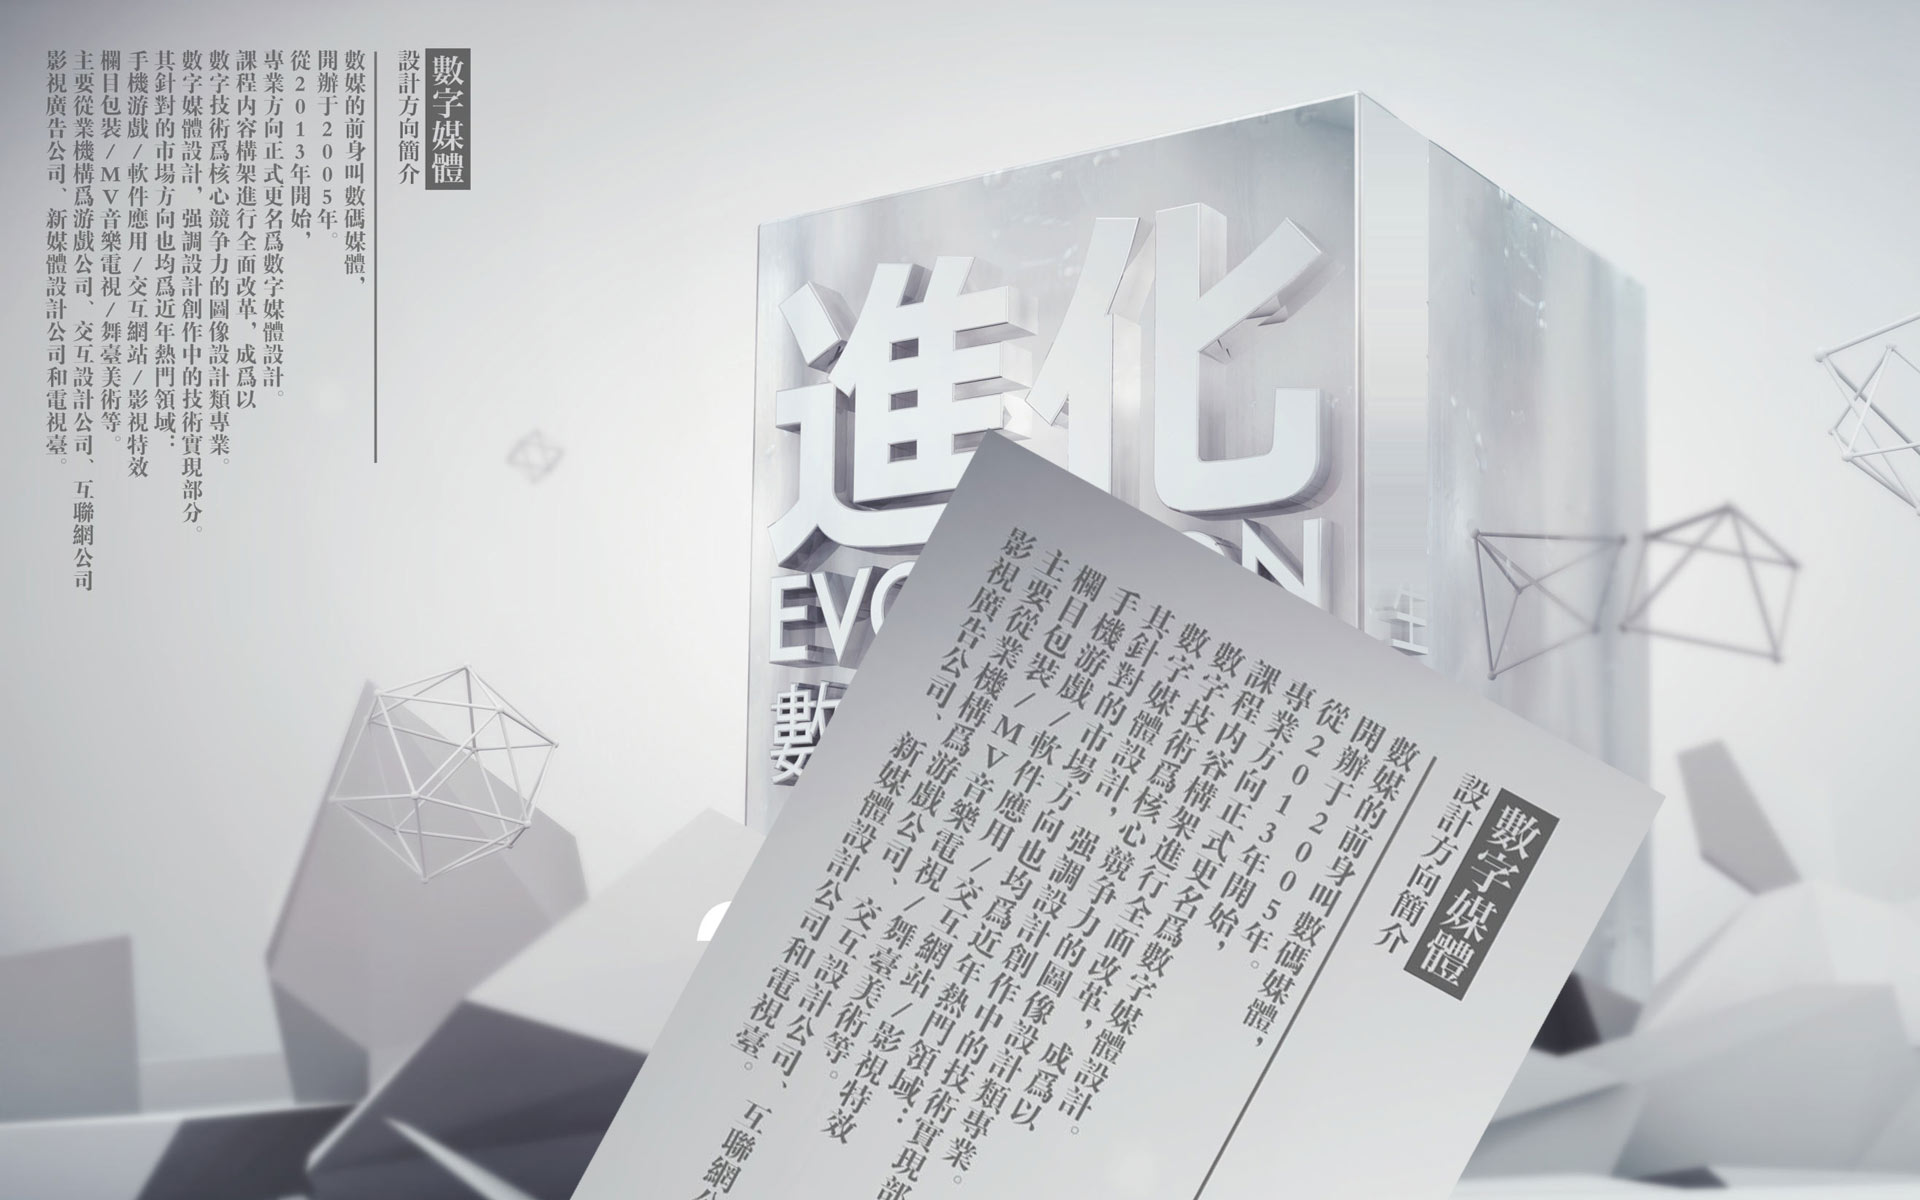 數字媒體
設計方向簡介
數媒的前身叫數碼媒體，
開辦于2005年。
從2013年開始，
專業方向正式更名爲數字媒體設計。
課程内容構架進行全面改革，成爲以
數字技術爲核心競争力的圖像設計類專業。
數字媒體設計，强調設計創作中的技術實現部分。
其針對的市場方向也均爲近年熱門領域：
手機游戲/軟件應用/交互網站/影視特效
欄目包裝/MV音樂電視/舞臺美術等。
主要從業機構爲游戲公司、交互設計公司、互聯網公司
影視廣告公司、新媒體設計公司和電視臺。
進化
數字媒體
設計方向簡介
數媒的前身叫數碼媒體，
開辦于2005年。
從2013年開始，
專業方向正式更名爲數字媒體設計。
課程内容構架進行全面改革，成爲以
數字技術爲核心競争力的圖像設計類專業。
數字媒體設計，强調設計創作中的技術實現部
其針對的市場方向也均爲近年熱門領域：
手機游戲/軟件應用/交互網站/影視特效
欄目包裝/MV音樂電視/舞臺美術等。
主要從業機構爲游戲公司、交互設計公司、互聯網
影視廣告公司、新媒體設計公司和電視臺。